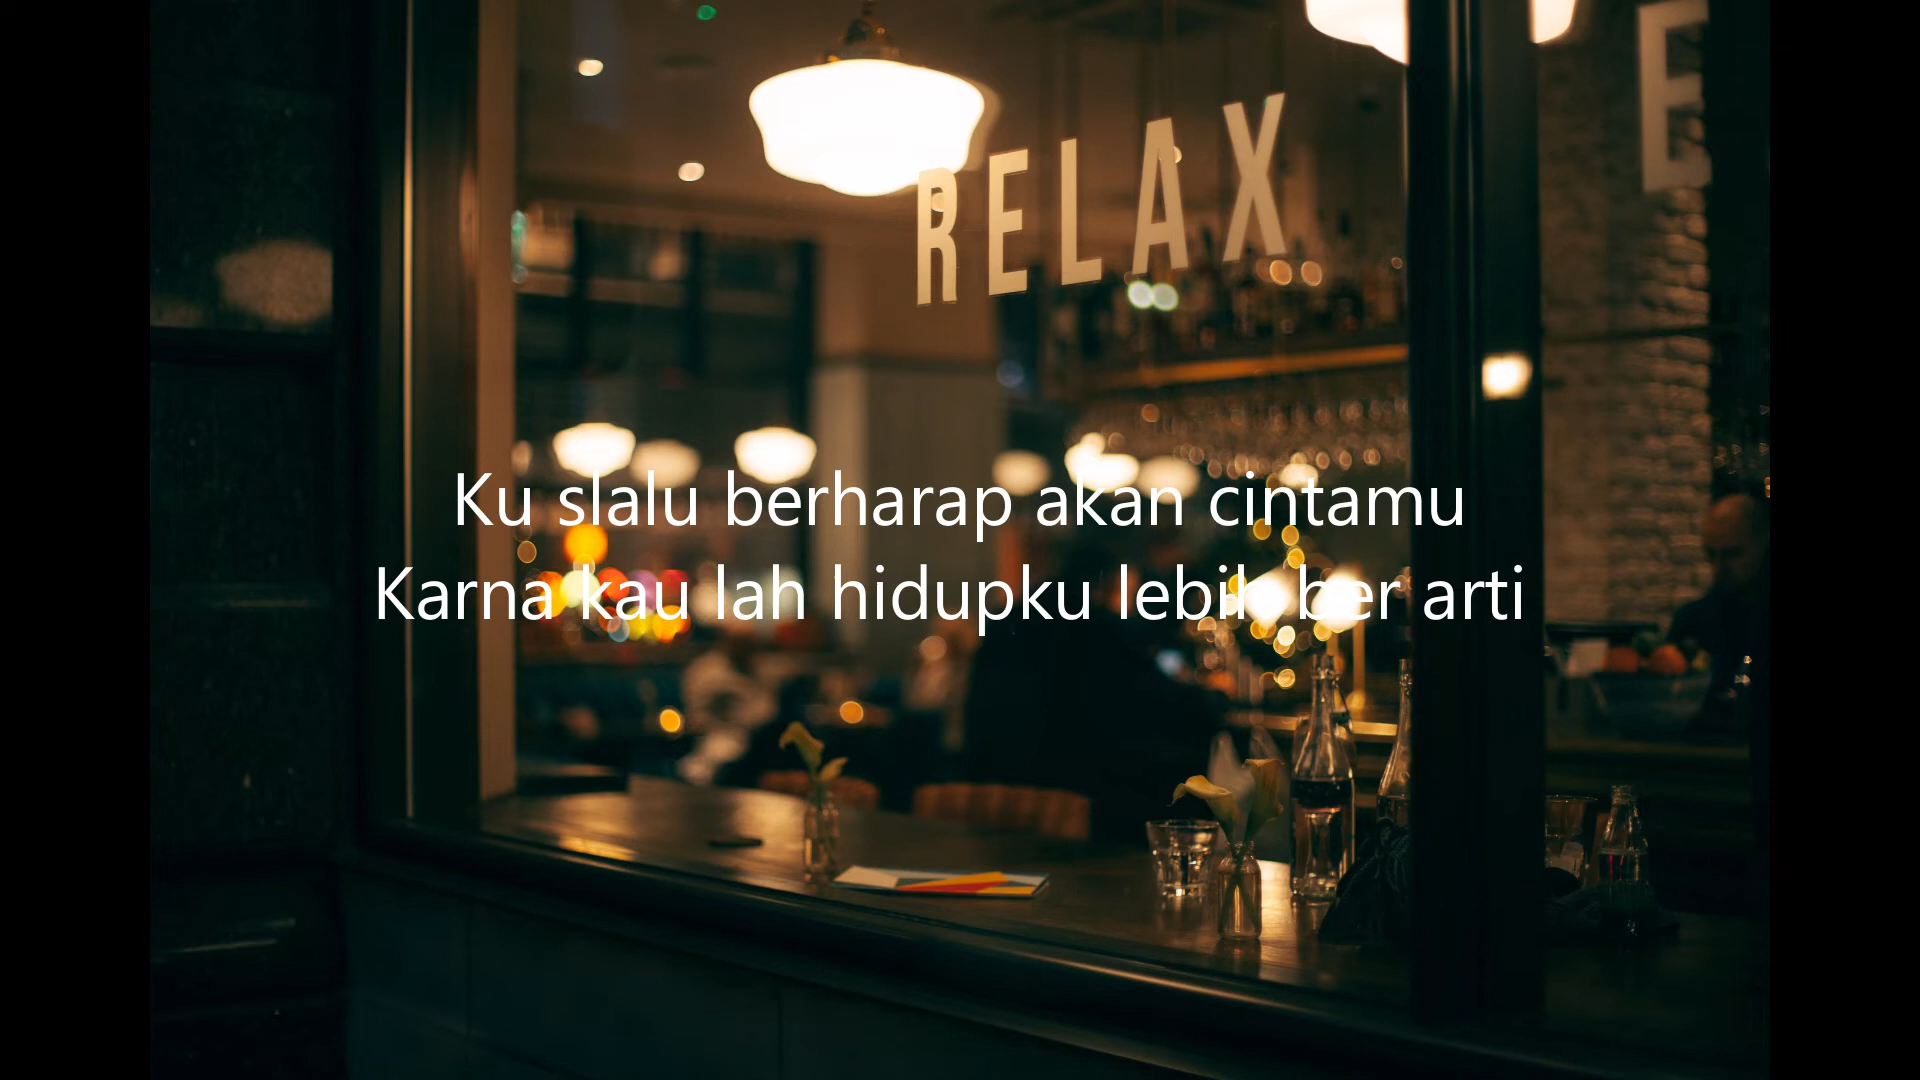 RELAX
E
Ku slalu berharap akan cintamu
Karna kau lah hidupku lebih ber arti